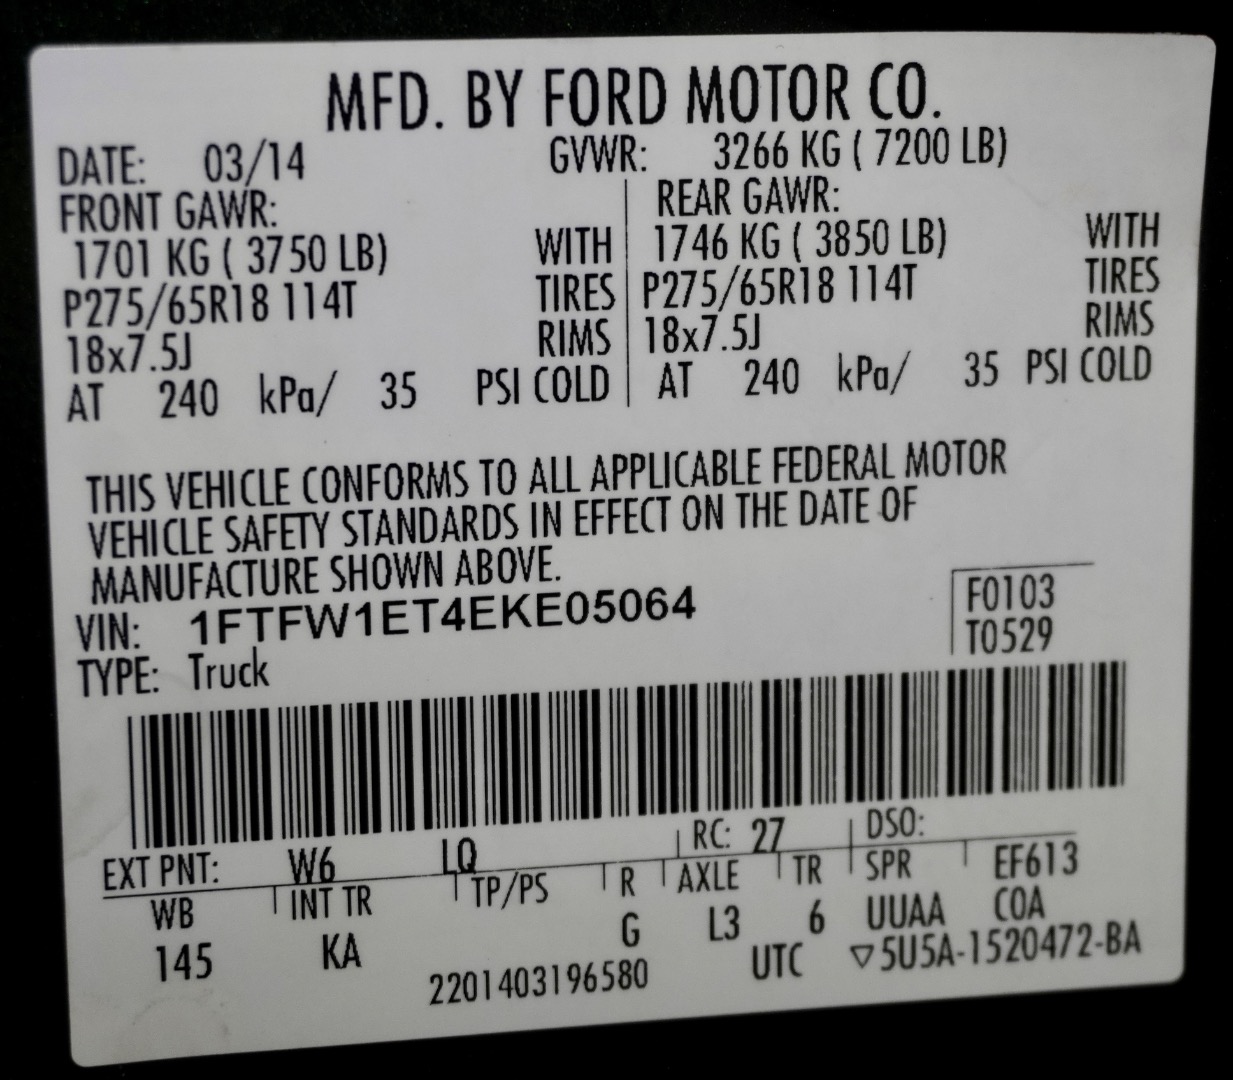 MFD. BY FORD MOTOR CO.
DATE: 03/14 GVWR: 3266 KG ( 7200 LB)
FRONT GAWR: REAR GAWR:
1701 KG ( 3750 LB) WITH 1746 KG ( 3850 LB) WITH
P275/65R18 114T TIRES P275/65R18 114T TIRES
18x7.5J RIMS 18x7.5J RIMS
AT 240 kPa/ 35 PSI COLD AT 240 kPa/ 35 PSI COLD
THIS VEHICLE CONFORMS TO ALL APPLICABLE FEDERAL MOTOR
VEHICLE SAFETY STANDARDS IN EFFECT ON THE DATE OF
MANUFACTURE SHOWN ABOVE.
VIN: 1FTFW1ET4EKE05064 F0103
TYPE: Truck T0529
EXT PNT: W6 LQ RC: 27 DSO:
WB INT TR TP/PS R AXLE TR SPR EF613
145 KA G L3 6 UUAA COA
2201403196580 UTC ▽5U5A-1520472-BA